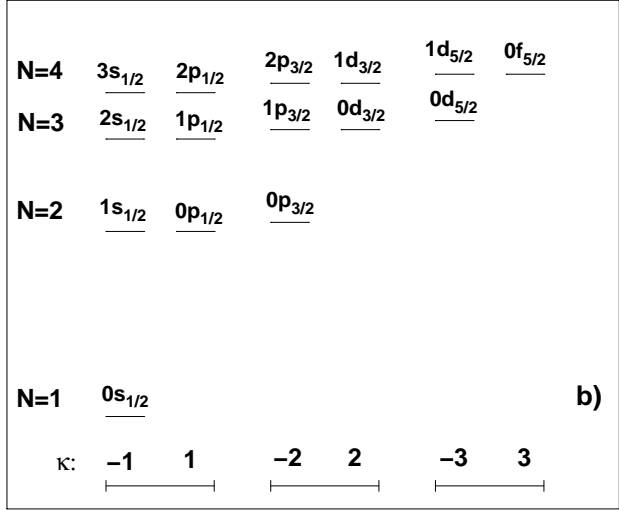 N=4 3s1/2 2p1/2 2p3/2 1d3/2 1d5/2 0f5/2
N=3 2s1/2 1p1/2 1p3/2 0d3/2 0d5/2
N=2 1s1/2 0p1/2 0p3/2
N=1 0s1/2 b)
κ: −1 1 −2 2 −3 3